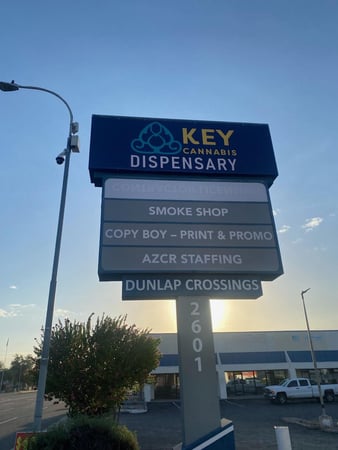 KEY
CANNABIS
DISPENSARY
SMOKE SHOP
COPY BOY – PRINT & PROMO
AZCR STAFFING
DUNLAP CROSSINGS
2601